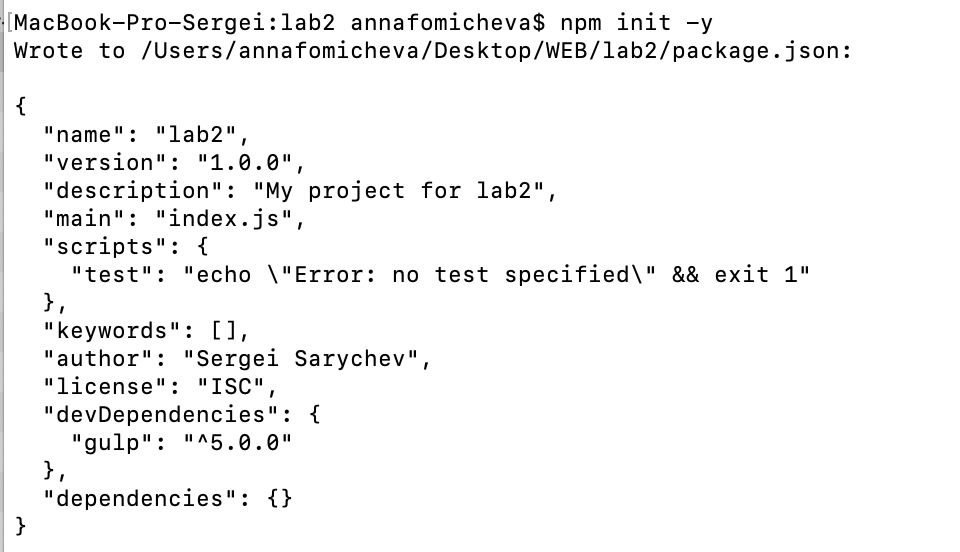 [MacBook-Pro-Sergei:lab2 annafomicheva$ npm init -y
Wrote to /Users/annafomicheva/Desktop/WEB/lab2/package.json:
{
  "name": "lab2",
  "version": "1.0.0",
  "description": "My project for lab2",
  "main": "index.js",
  "scripts": {
    "test": "echo \"Error: no test specified\" && exit 1"
  },
  "keywords": [],
  "author": "Sergei Sarychev",
  "license": "ISC",
  "devDependencies": {
    "gulp": "^5.0.0"
  },
  "dependencies": {}
}